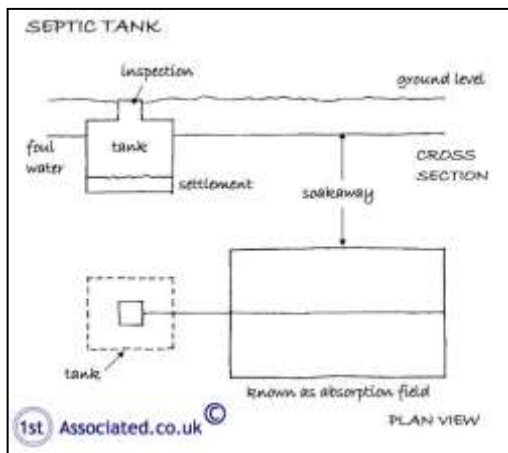 SEPTIC TANK
inspection
ground level
foul
water
tank
settlement
CROSS
SECTION
soakaway
tank
known as absorption field
PLAN VIEW
1st Associated.co.uk ©